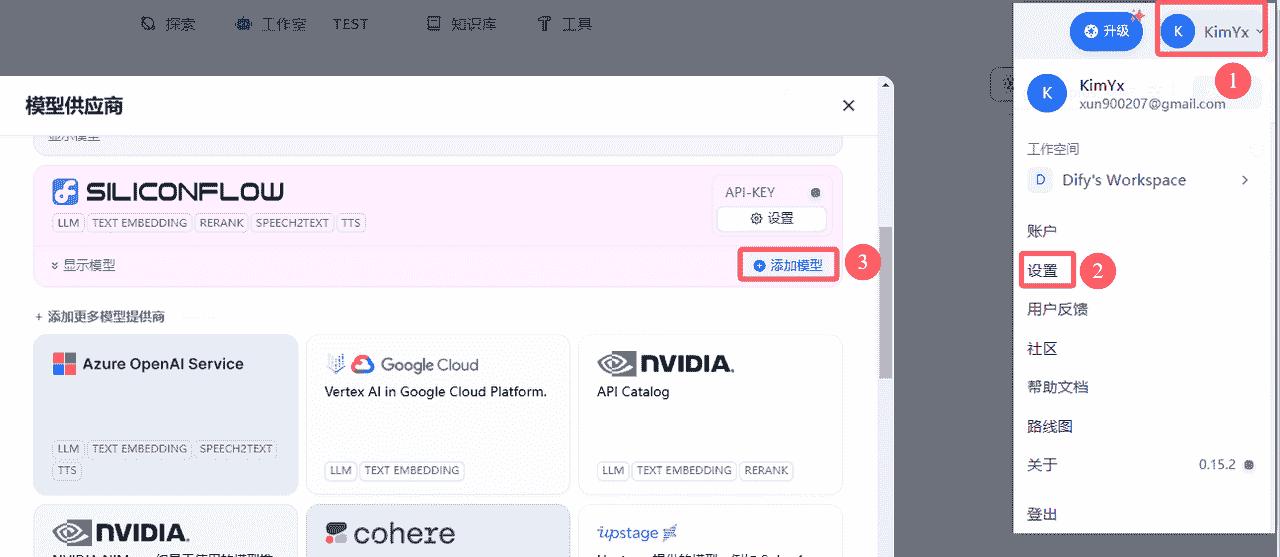 探索 工作室 TEST 知识库 工具
升级
K KimYx
1
K KimYx
xun900207@gmail.com
工作空间
D Dify's Workspace
账户
设置 2
用户反馈
社区
帮助文档
路线图
关于 0.15.2
登出
模型供应商
显示模型
SILICONFLOW
API-KEY
LLM TEXT EMBEDDING RERANK SPEECH2TEXT TTS
设置
显示模型
添加模型 3
+ 添加更多模型提供商
Azure OpenAI Service
LLM TEXT EMBEDDING SPEECH2TEXT
TTS
Google Cloud
Vertex AI in Google Cloud Platform.
LLM TEXT EMBEDDING
NVIDIA.
API Catalog
LLM TEXT EMBEDDING RERANK
NVIDIA.
cohere
upstage